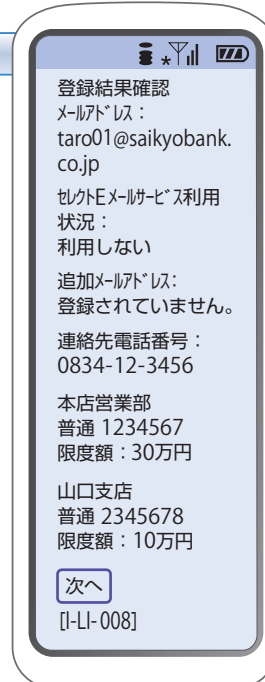 登録結果確認
ﾒｰﾙｱﾄﾞﾚｽ：
taro01@saikyobank.
co.jp
ｾﾚｸﾄEﾒｰﾙｻｰﾋﾞｽ利用
状況：
利用しない
追加ﾒｰﾙｱﾄﾞﾚｽ：
登録されていません。
連絡先電話番号：
0834-12-3456
本店営業部
普通 1234567
限度額：30万円
山口支店
普通 2345678
限度額：10万円
次へ
[I-LI-008]